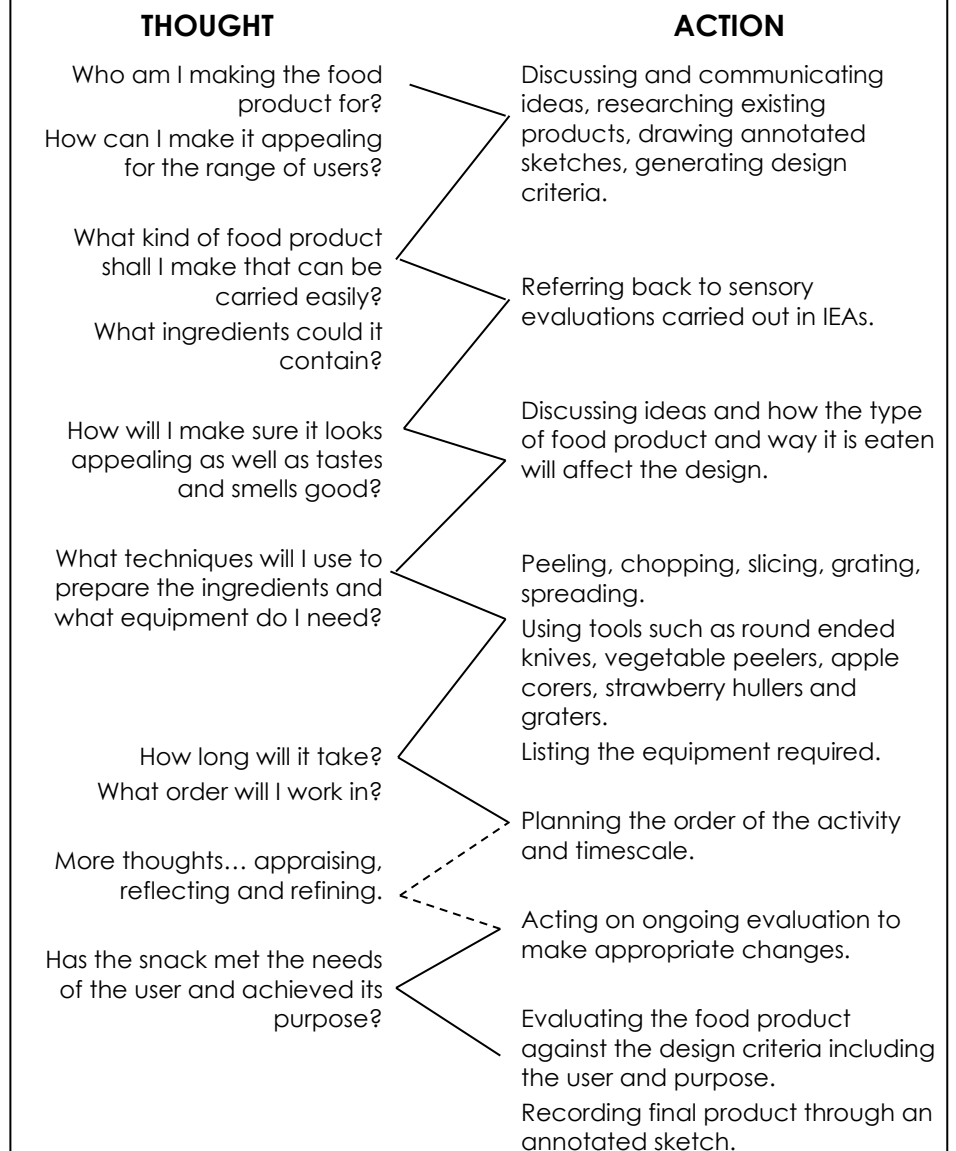 THOUGHT
Who am I making the food
product for?
How can I make it appealing
for the range of users?
What kind of food product
shall I make that can be
carried easily?
What ingredients could it
contain?
How will I make sure it looks
appealing as well as tastes
and smells good?
What techniques will I use to
prepare the ingredients and
what equipment do I need?
How long will it take?
What order will I work in?
More thoughts… appraising,
reflecting and refining.
Has the snack met the needs
of the user and achieved its
purpose?
ACTION
Discussing and communicating
ideas, researching existing
products, drawing annotated
sketches, generating design
criteria.
Referring back to sensory
evaluations carried out in IEAs.
Discussing ideas and how the type
of food product and way it is eaten
will affect the design.
Peeling, chopping, slicing, grating,
spreading.
Using tools such as round ended
knives, vegetable peelers, apple
corers, strawberry hullers and
graters.
Listing the equipment required.
Planning the order of the activity
and timescale.
Acting on ongoing evaluation to
make appropriate changes.
Evaluating the food product
against the design criteria including
the user and purpose.
Recording final product through an
annotated sketch.